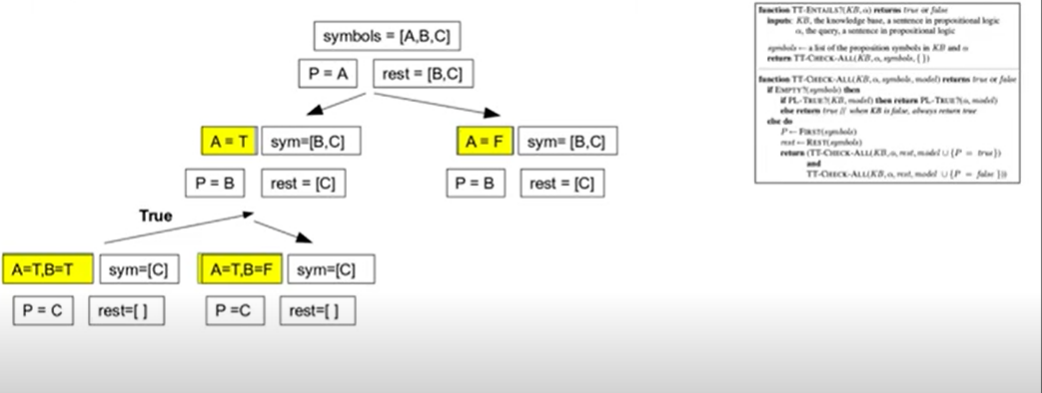 symbols = [A,B,C]
P = A
rest = [B,C]
A = T
sym=[B,C]
A = F
sym= [B,C]
P = B
rest = [C]
P = B
rest = [C]
True
A=T,B=T
sym=[C]
A=T,B=F
sym=[C]
P = C
rest=[ ]
P =C
rest=[ ]
function TT-ENTAILS?(KB, α) returns true or false
inputs: KB, the knowledge base, a sentence in propositional logic
α, the query, a sentence in propositional logic
symbols ← a list of the proposition symbols in KB and α
return TT-CHECK-ALL(KB, α, symbols, { })
function TT-CHECK-ALL(KB, α, symbols, model) returns true or false
if EMPTY?(symbols) then
if PL-TRUE?(KB, model) then return PL-TRUE?(α, model)
else return true // when KB is false, always return true
else do
P ← FIRST(symbols)
rest ← REST(symbols)
return (TT-CHECK-ALL(KB, α, rest, model ∪ {P = true})
and
TT-CHECK-ALL(KB, α, rest, model ∪ {P = false }))